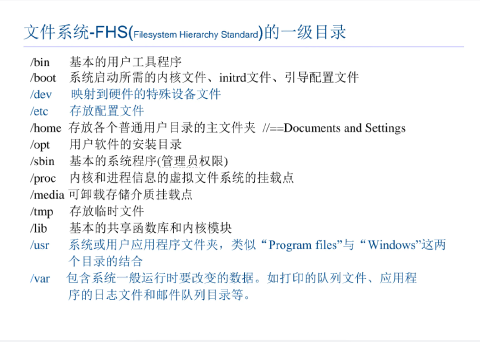 文件系统-FHS(Filesystem Hierarchy Standard)的一级目录
/bin 基本的用户工具程序
/boot 系统启动所需的内核文件、initrd文件、引导配置文件
/dev 映射到硬件的特殊设备文件
/etc 存放配置文件
/home 存放各个普通用户目录的主文件夹 //==Documents and Settings
/opt 用户软件的安装目录
/sbin 基本的系统程序(管理员权限)
/proc 内核和进程信息的虚拟文件系统的挂载点
/media 可卸载存储介质挂载点
/tmp 存放临时文件
/lib 基本的共享函数库和内核模块
/usr 系统或用户应用程序文件夹，类似“Program files”与“Windows”这两
个目录的结合
/var 包含系统一般运行时要改变的数据。如打印的队列文件、应用程
序的日志文件和邮件队列目录等。